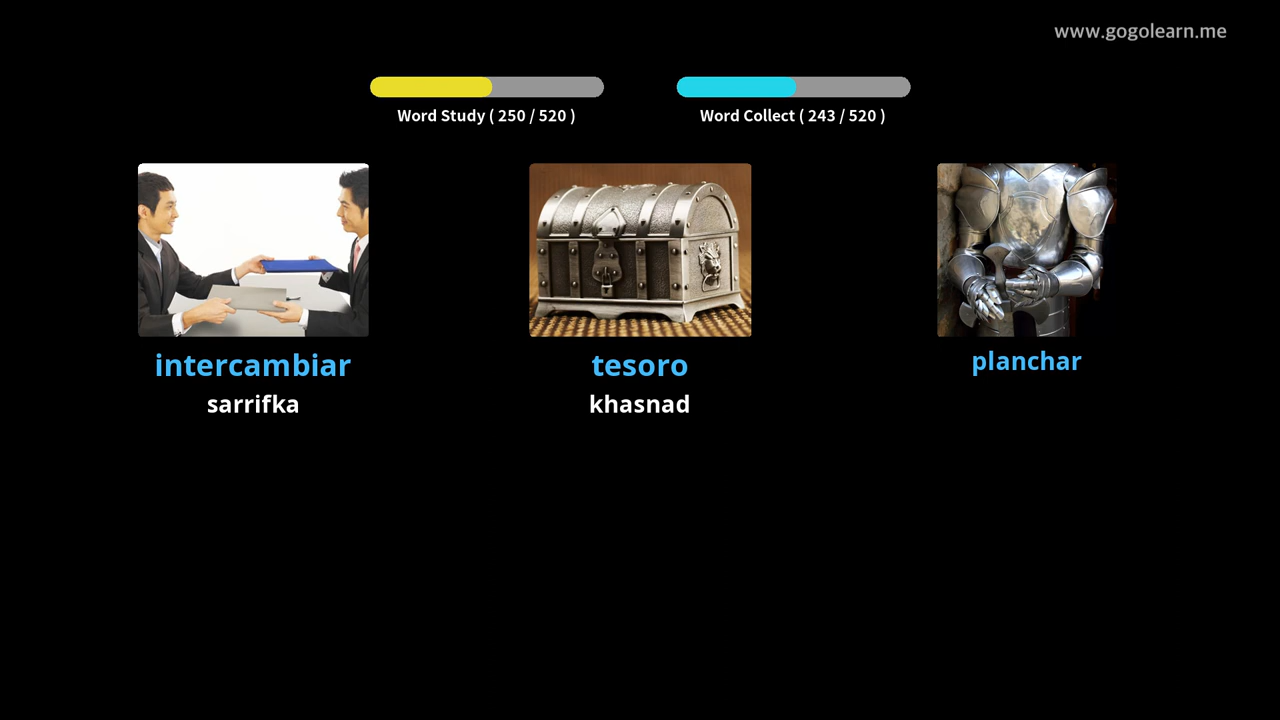 www.gogolearn.me
Word Study ( 250 / 520 )
Word Collect ( 243 / 520 )
intercambiar
sarrifka
tesoro
khasnad
planchar